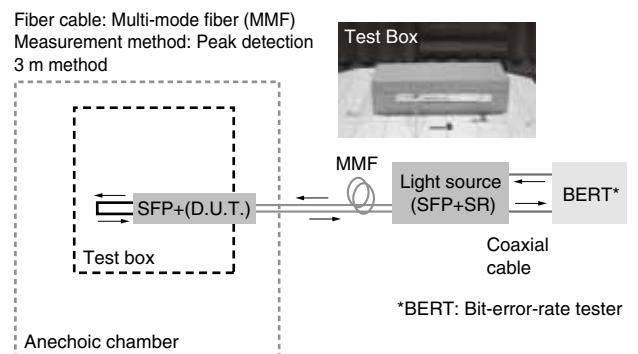 Fiber cable: Multi-mode fiber (MMF)
Measurement method: Peak detection
3 m method
Test Box
MMF
Light source
(SFP+SR)
BERT*
SFP+(D.U.T.)
Test box
Coaxial
cable
*BERT: Bit-error-rate tester
Anechoic chamber